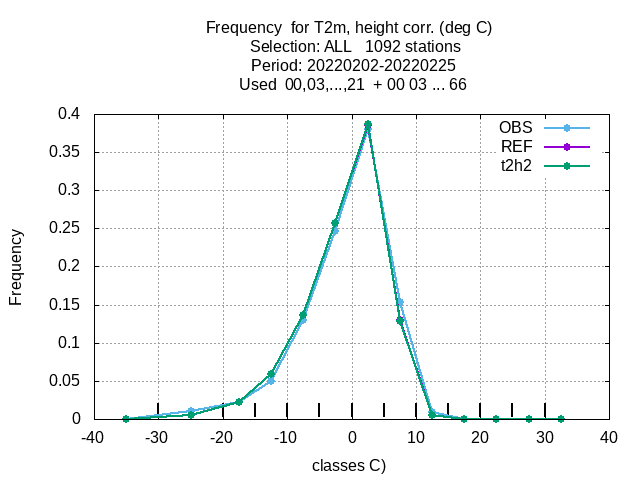 Frequency  for T2m, height corr. (deg C)
Selection: ALL   1092 stations
Period: 20220202-20220225
Used  00,03,...,21  + 00 03 ... 66
0.4
0.35
0.3
0.25
0.2
0.15
0.1
0.05
0
Frequency
OBS
REF
t2h2
-40 -30 -20 -10 0 10 20 30 40
classes C)